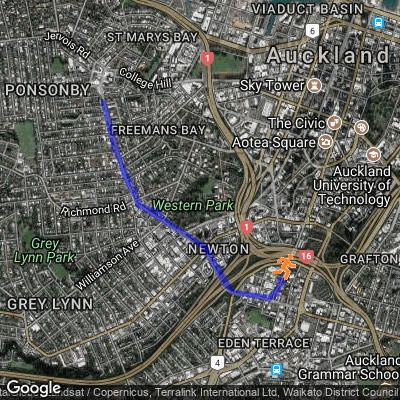 VIADUCT BASIN
ST MARYS BAY
Jervois Rd
6
1
Auckland
College Hill
PONSONBY
Sky Tower
FREEMANS BAY
The Civic
Aotea Square
Auckland
University of
Technology
Richmond Rd
Western Park
1
Grey
Lynn Park
Williamson Ave
NEWTON
16
GRAFTON
GREY LYNN
EDEN TERRACE
4
Auckland
Grammar School
Google
/ Copernicus, Terralink International Ltd, Waikato District Council